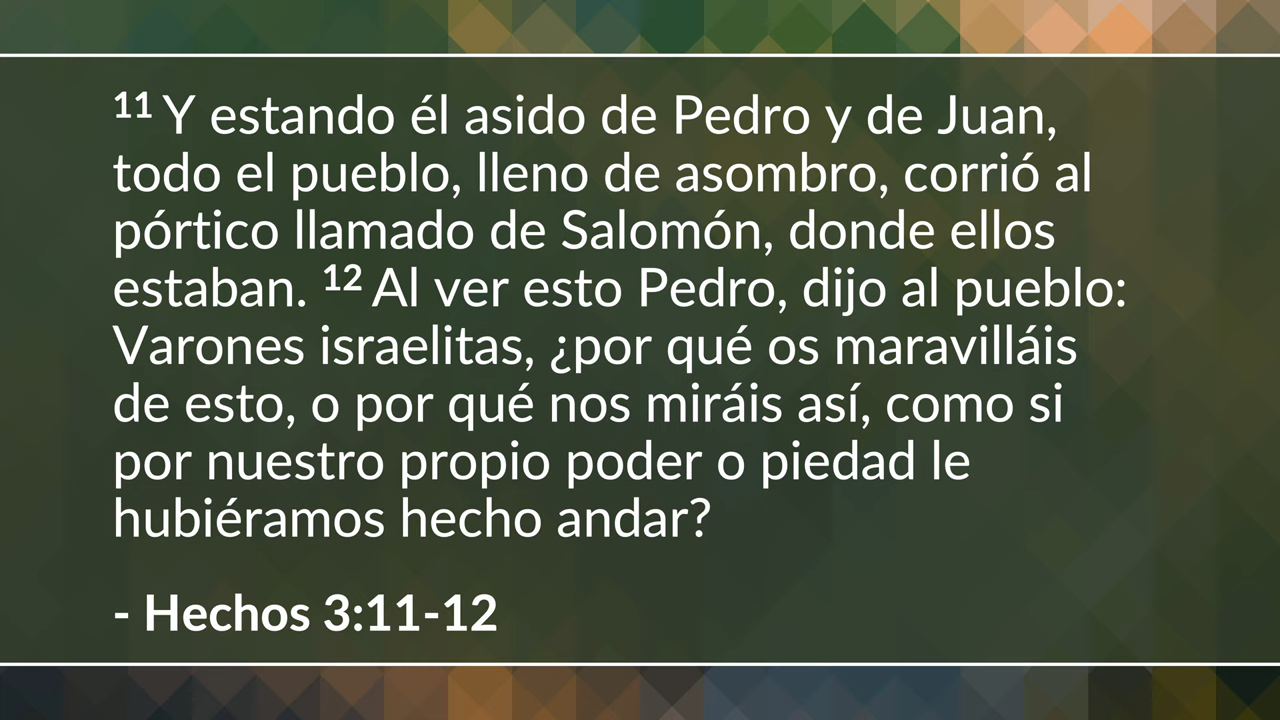 11 Y estando él asido de Pedro y de Juan,
todo el pueblo, lleno de asombro, corrió al
pórtico llamado de Salomón, donde ellos
estaban. 12 Al ver esto Pedro, dijo al pueblo:
Varones israelitas, ¿por qué os maravilláis
de esto, o por qué nos miráis así, como si
por nuestro propio poder o piedad le
hubiéramos hecho andar?
- Hechos 3:11-12